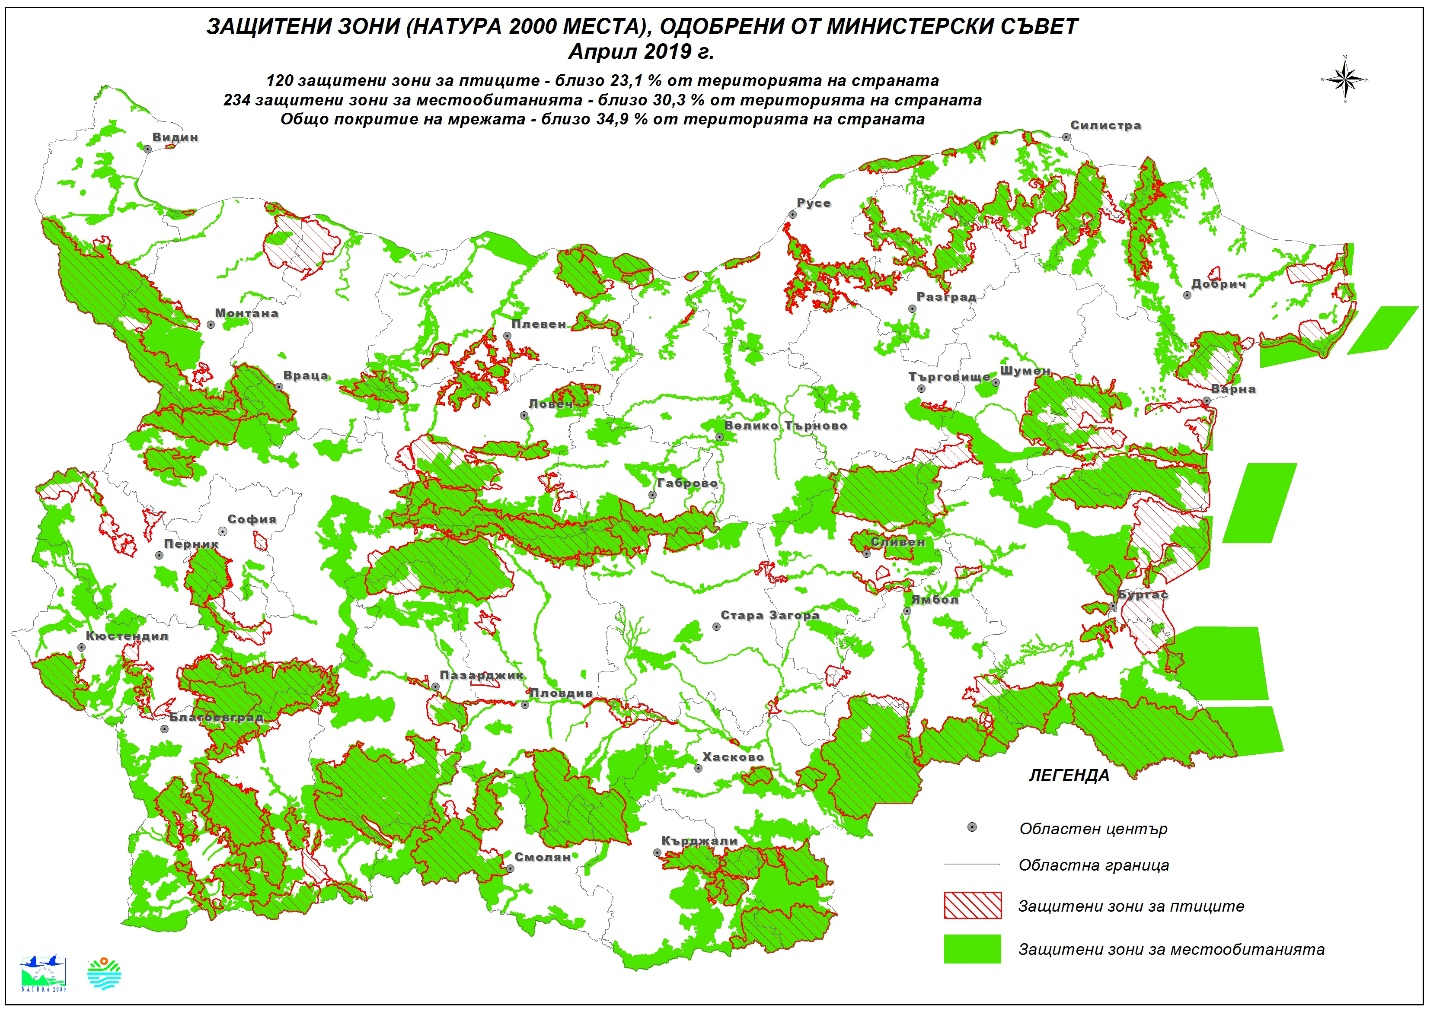 ЗАЩИТЕНИ ЗОНИ (НАТУРА 2000 МЕСТА), ОДОБРЕНИ ОТ МИНИСТЕРСКИ СЪВЕТ
Април 2019 г.
120 защитени зони за птиците - близо 23,1 % от територията на страната
234 защитени зони за местообитанията - близо 30,3 % от територията на страната
Общо покритие на мрежата - близо 34,9 % от територията на страната
Силистра
Видин
Русе
Добрич
Разград
Монтана
Плевен
Шумен
Враца
Търговище
Варна
Ловеч
Велико Търново
Габрово
София
Перник
Сливен
Бургас
Ямбол
Стара Загора
Кюстендил
Пазарджик
Пловдив
Благоевград
Хасково
Кърджали
Смолян
ЛЕГЕНДА
Областен център
Областна граница
Защитени зони за птиците
Защитени зони за местообитанията